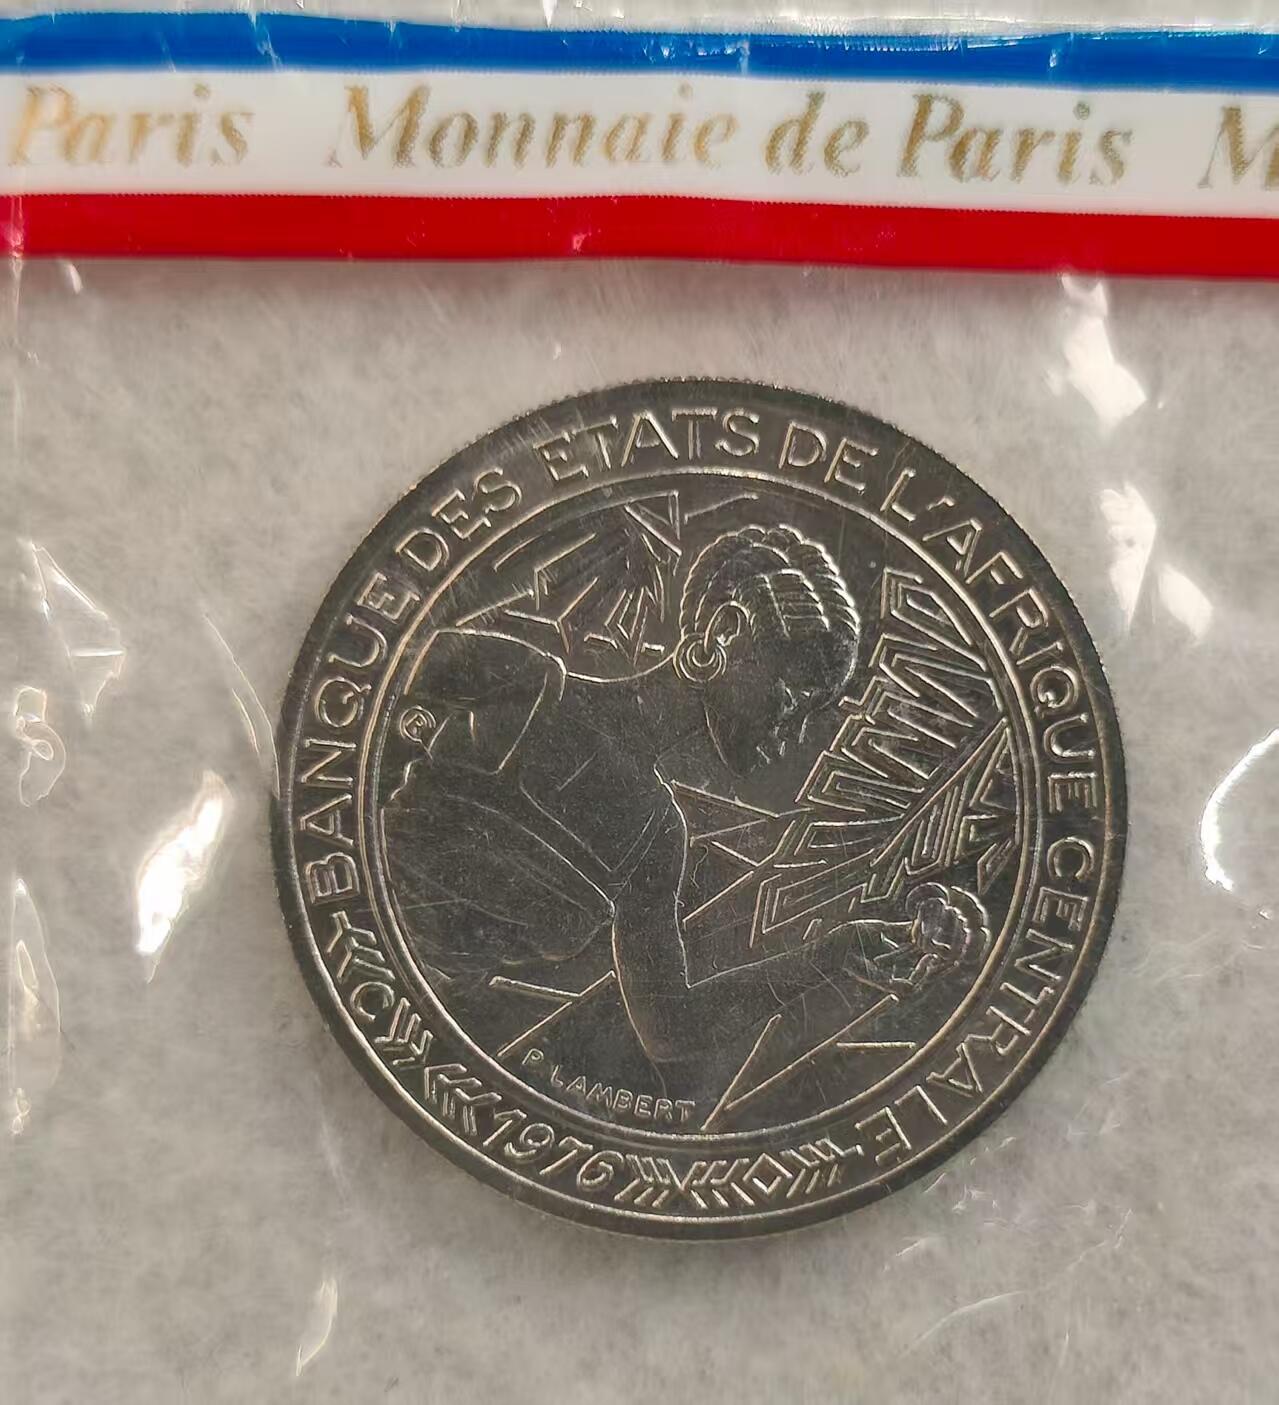 Paris Monnaie de Paris M
BANQUE DES ETATS DE L'AFRIQUE CENTRALE
C
1976
P. LAMBERT